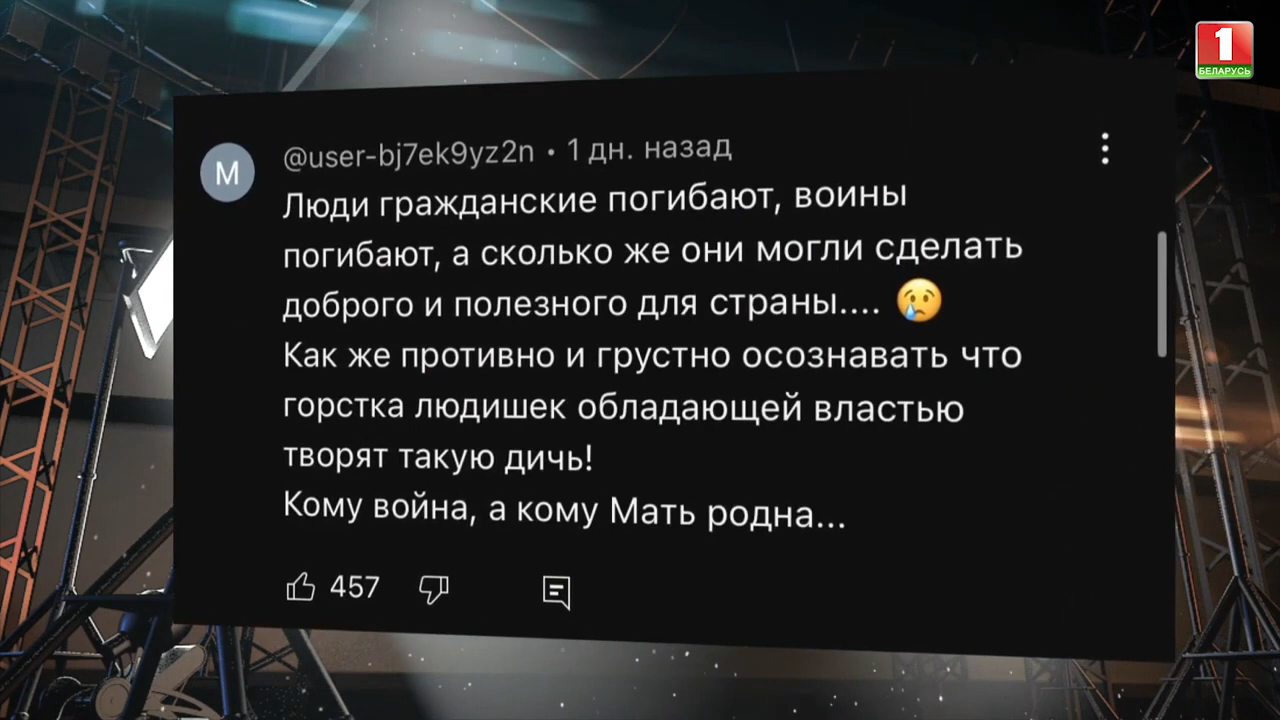 1
БЕЛАРУСЬ
M
@user-bj7ek9yz2n • 1 дн. назад
Люди гражданские погибают, воины
погибают, а сколько же они могли сделать
доброго и полезного для страны.... 😢
Как же противно и грустно осознавать что
горстка людишек обладающей властью
творят такую дичь!
Кому война, а кому Мать родна...
457